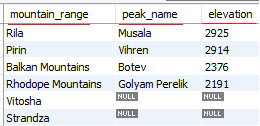 mountain_range peak_name elevation
Rila Musala 2925
Pirin Vihren 2914
Balkan Mountains Botev 2376
Rhodope Mountains Golyam Perelik 2191
Vitosha NULL NULL
Strandza NULL NULL